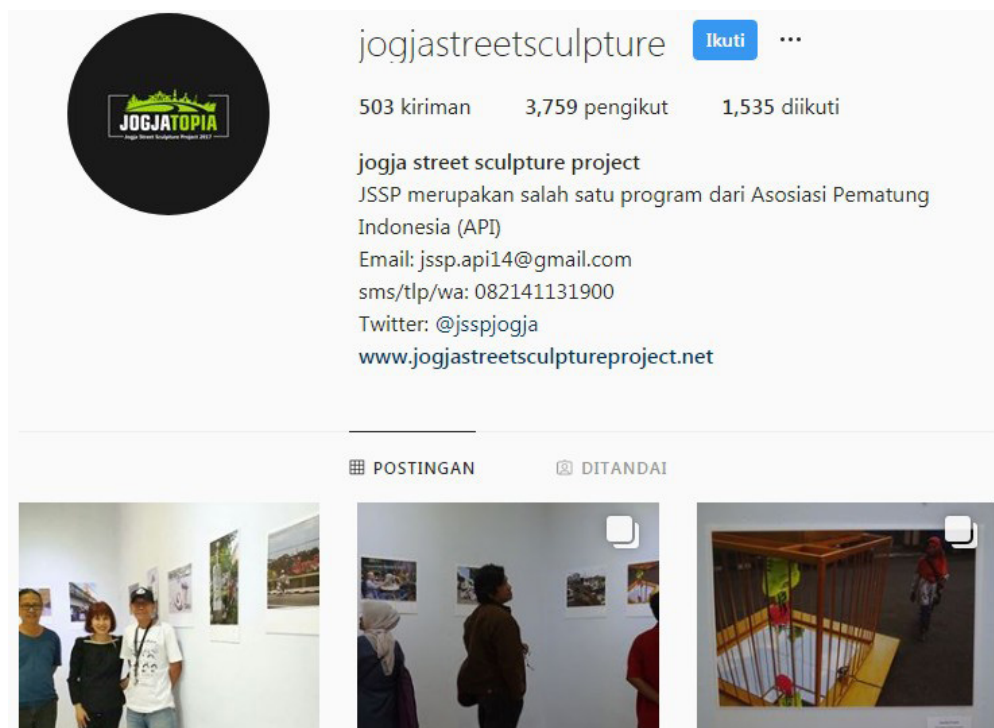 JOGJATOPIA
Jogja Street Sculpture Project 2017
jogjastreetsculpture Ikuti ...
503 kiriman 3,759 pengikut 1,535 diikuti
jogja street sculpture project
JSSP merupakan salah satu program dari Asosiasi Pematung
Indonesia (API)
Email: jssp.api14@gmail.com
sms/tlp/wa: 082141131900
Twitter: @jsspjogja
www.jogjastreetsculptureproject.net
POSTINGAN DITANDAI